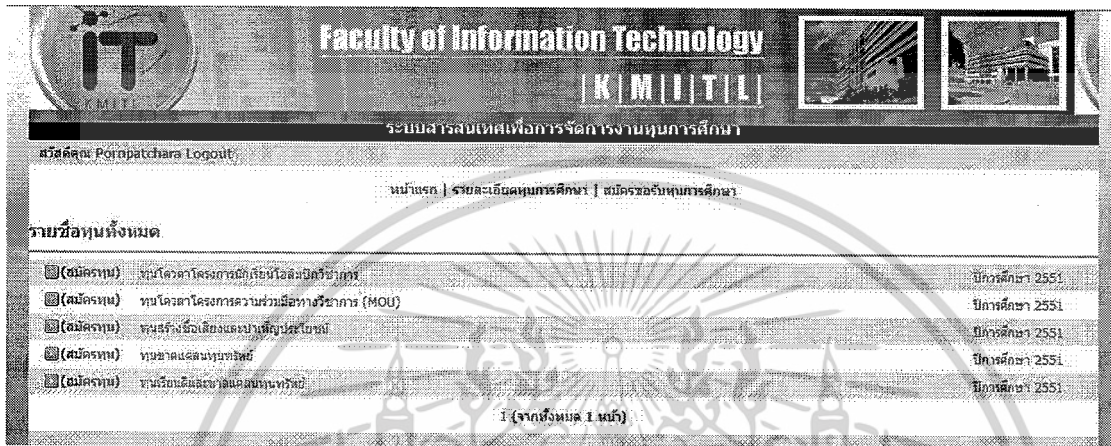 iT
KMITL
Faculty of Information Technology
|K|M|I|T|L|
ระบบสารสนเทศเพื่อการจัดการงานทุนการศึกษา
สวัสดีคุณ Pornpatchara Logout
หน้าแรก | รายละเอียดทุนการศึกษา | สมัครขอรับทุนการศึกษา
รายชื่อทุนทั้งหมด
(สมัครทุน) ทุนโควตาโครงการนักเรียนโอลิมปิกวิชาการ ปีการศึกษา 2551
(สมัครทุน) ทุนโควตาโครงการความร่วมมือทางวิชาการ (MOU) ปีการศึกษา 2551
(สมัครทุน) ทุนสร้างชื่อเสียงและบำเพ็ญประโยชน์ ปีการศึกษา 2551
(สมัครทุน) ทุนขาดแคลนทุนทรัพย์ ปีการศึกษา 2551
(สมัครทุน) ทุนเรียนดีและขาดแคลนทุนทรัพย์ ปีการศึกษา 2551
1 (จากทั้งหมด 1 หน้า)